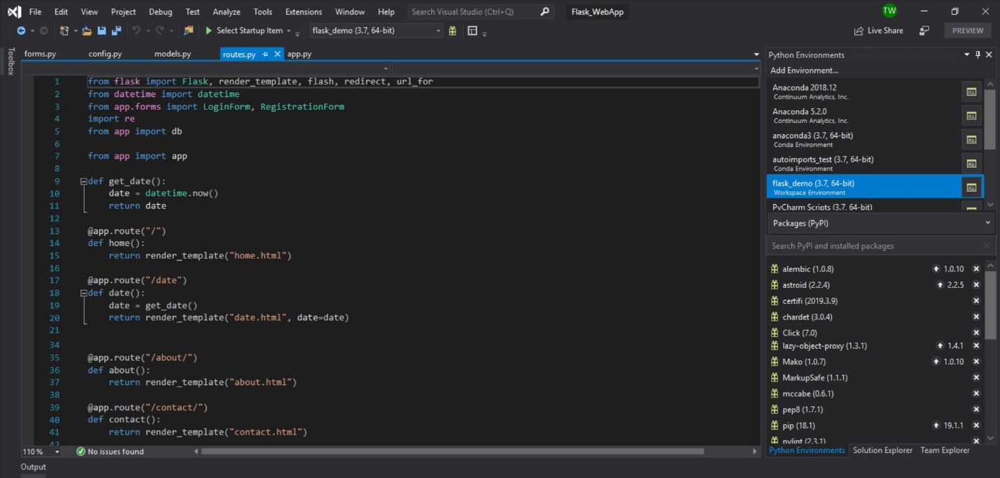 File Edit View Project Debug Test Analyze Tools Extensions Window Help Search Visual Studio (Ctrl+Q) Flask_WebApp TW
Select Startup Item flask_demo (3.7, 64-bit) Live Share PREVIEW
Toolbox
forms.py config.py models.py routes.py app.py
1 from flask import Flask, render_template, flash, redirect, url_for
2 from datetime import datetime
3 from app.forms import LoginForm, RegistrationForm
4 import re
5 from app import db
6
7 from app import app
8
9 def get_date():
10 date = datetime.now()
11 return date
12
13 @app.route("/")
14 def home():
15 return render_template("home.html")
16
17 @app.route("/date")
18 def date():
19 date = get_date()
20 return render_template("date.html", date=date)
21
34
35 @app.route("/about/")
36 def about():
37 return render_template("about.html")
38
39 @app.route("/contact/")
40 def contact():
41 return render_template("contact.html")
42
110 % No issues found
Output
Python Environments
Add Environment...
Anaconda 2018.12
Continuum Analytics, Inc.
Anaconda 5.2.0
Continuum Analytics, Inc.
anaconda3 (3.7, 64-bit)
Conda Environment
autoimports_test (3.7, 64-bit)
Conda Environment
flask_demo (3.7, 64-bit)
Workspace Environment
PyCharm Scripts (3.7, 64-bit)
Packages (PyPI)
Search PyPI and installed packages
alembic (1.0.8) 1.0.10
astroid (2.2.4) 2.2.5
certifi (2019.3.9)
chardet (3.0.4)
Click (7.0)
lazy-object-proxy (1.3.1) 1.4.1
Mako (1.0.7) 1.0.10
MarkupSafe (1.1.1)
mccabe (0.6.1)
pep8 (1.7.1)
pip (18.1) 19.1.1
pylint (2.3.1)
Python Environments Solution Explorer Team Explorer